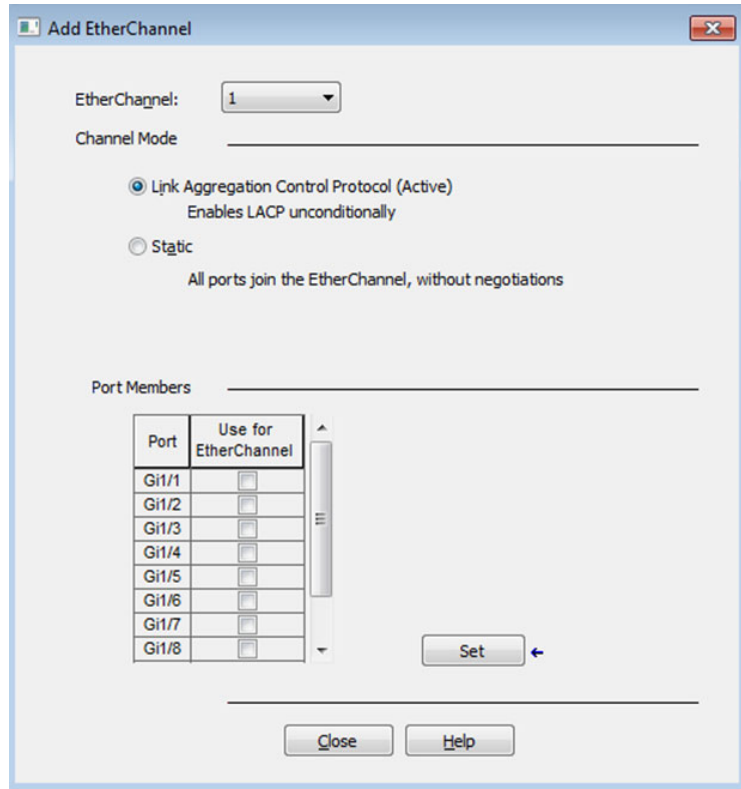 Add EtherChannel
EtherChannel: 1
Channel Mode
Link Aggregation Control Protocol (Active)
Enables LACP unconditionally
Static
All ports join the EtherChannel, without negotiations
Port Members
Port Use for EtherChannel
Gi1/1
Gi1/2
Gi1/3
Gi1/4
Gi1/5
Gi1/6
Gi1/7
Gi1/8
Set
Close Help